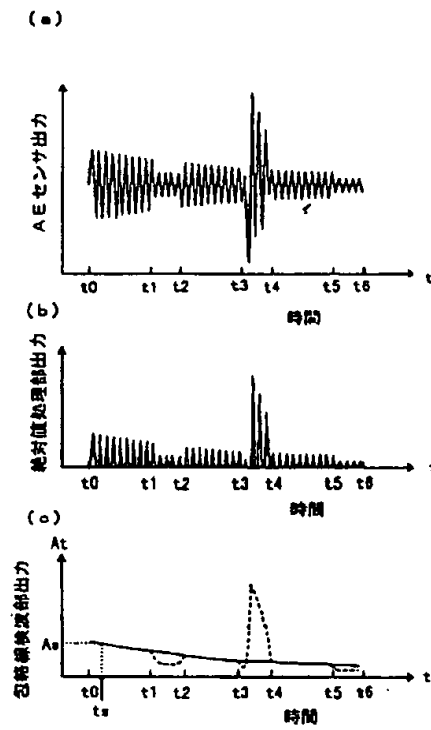 (a)
AEセンサ出力
t
t0 t1 t2 t3 t4 t5 t6
時間
(b)
絶対値処理部出力
t
t0 t1 t2 t3 t4 t5 t6
時間
(c)
At
包絡線検波部出力
As
t
t0 t1 t2 t3 t4 t5 t6
ts
時間